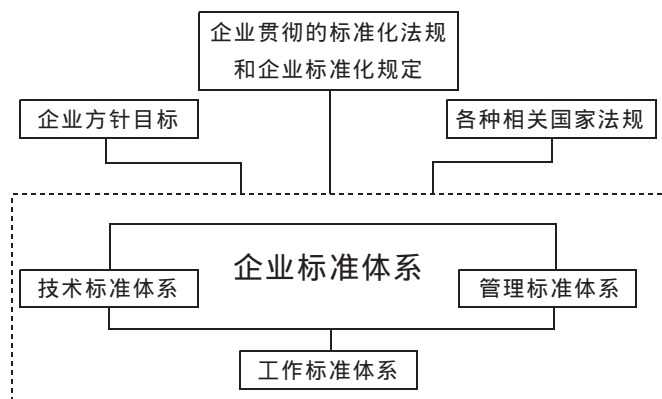 企业贯彻的标准化法规
和企业标准化规定
企业方针目标
各种相关国家法规
企业标准体系
技术标准体系
管理标准体系
工作标准体系